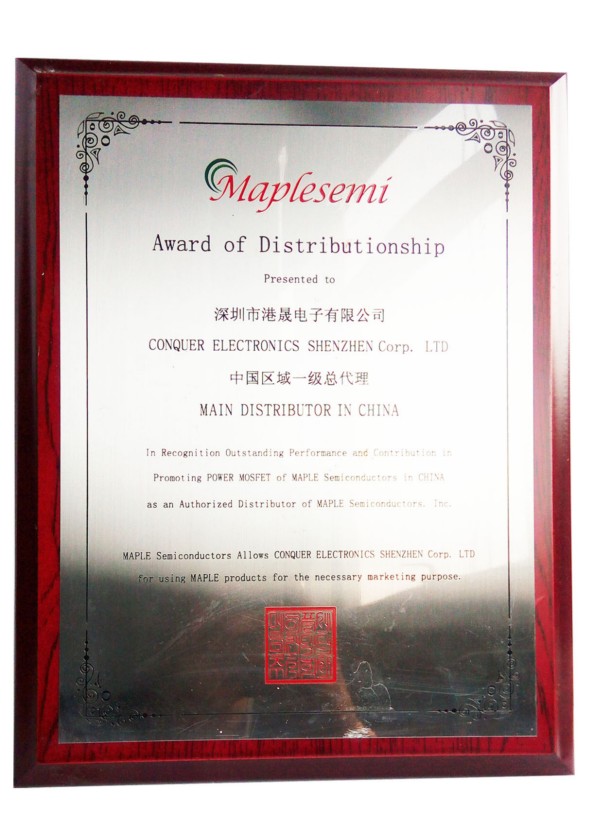 Maplesemi
Award of Distributionship
Presented to
深圳市港晟电子有限公司
CONQUER ELECTRONICS SHENZHEN Corp. LTD
中国区域一级总代理
MAIN DISTRIBUTOR IN CHINA
In Recognition Outstanding Performance and Contribution in
Promoting POWER MOSFET of MAPLE Semiconductors in CHINA
as an Authorized Distributor of MAPLE Semiconductors. Inc.
MAPLE Semiconductors Allows CONQUER ELECTRONICS SHENZHEN Corp. LTD
for using MAPLE products for the necessary marketing purpose.